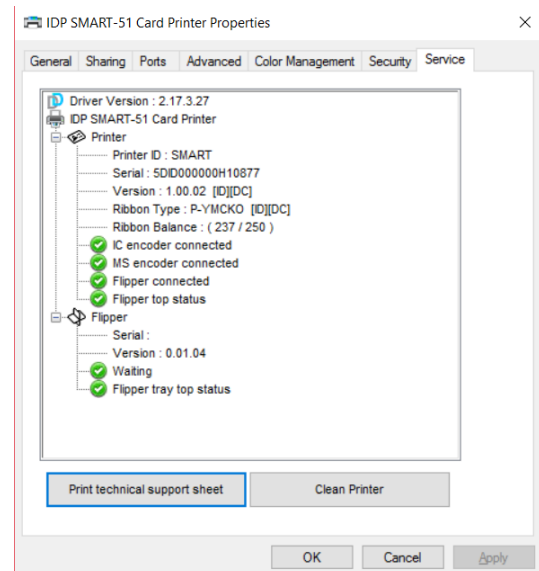 IDP SMART-51 Card Printer Properties
General Sharing Ports Advanced Color Management Security Service
Driver Version : 2.17.3.27
IDP SMART-51 Card Printer
Printer
Printer ID : SMART
Serial : 5DID000000H10877
Version : 1.00.02 [ID][DC]
Ribbon Type : P-YMCKO [ID][DC]
Ribbon Balance : ( 237 / 250 )
IC encoder connected
MS encoder connected
Flipper connected
Flipper top status
Flipper
Serial :
Version : 0.01.04
Waiting
Flipper tray top status
Print technical support sheet Clean Printer
OK Cancel Apply